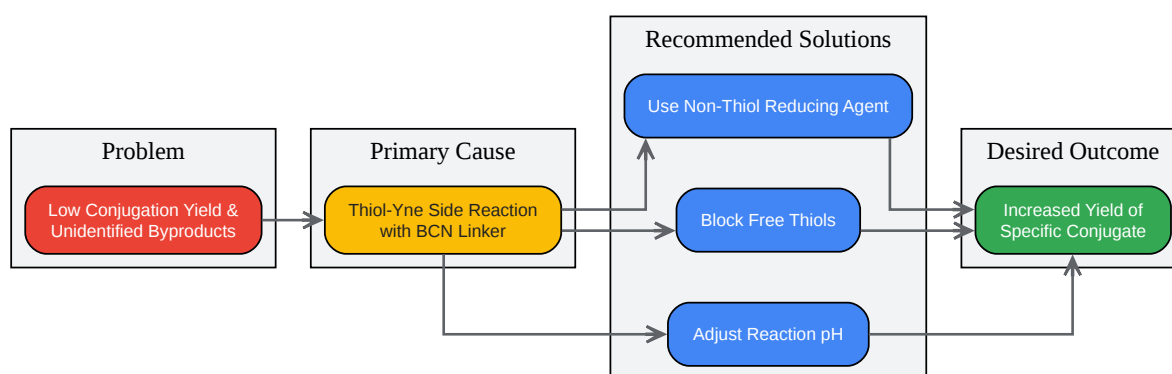 Problem
Low Conjugation Yield &
Unidentified Byproducts
Primary Cause
Thiol-Yne Side Reaction
with BCN Linker
Recommended Solutions
Use Non-Thiol Reducing Agent
Block Free Thiols
Adjust Reaction pH
Desired Outcome
Increased Yield of
Specific Conjugate